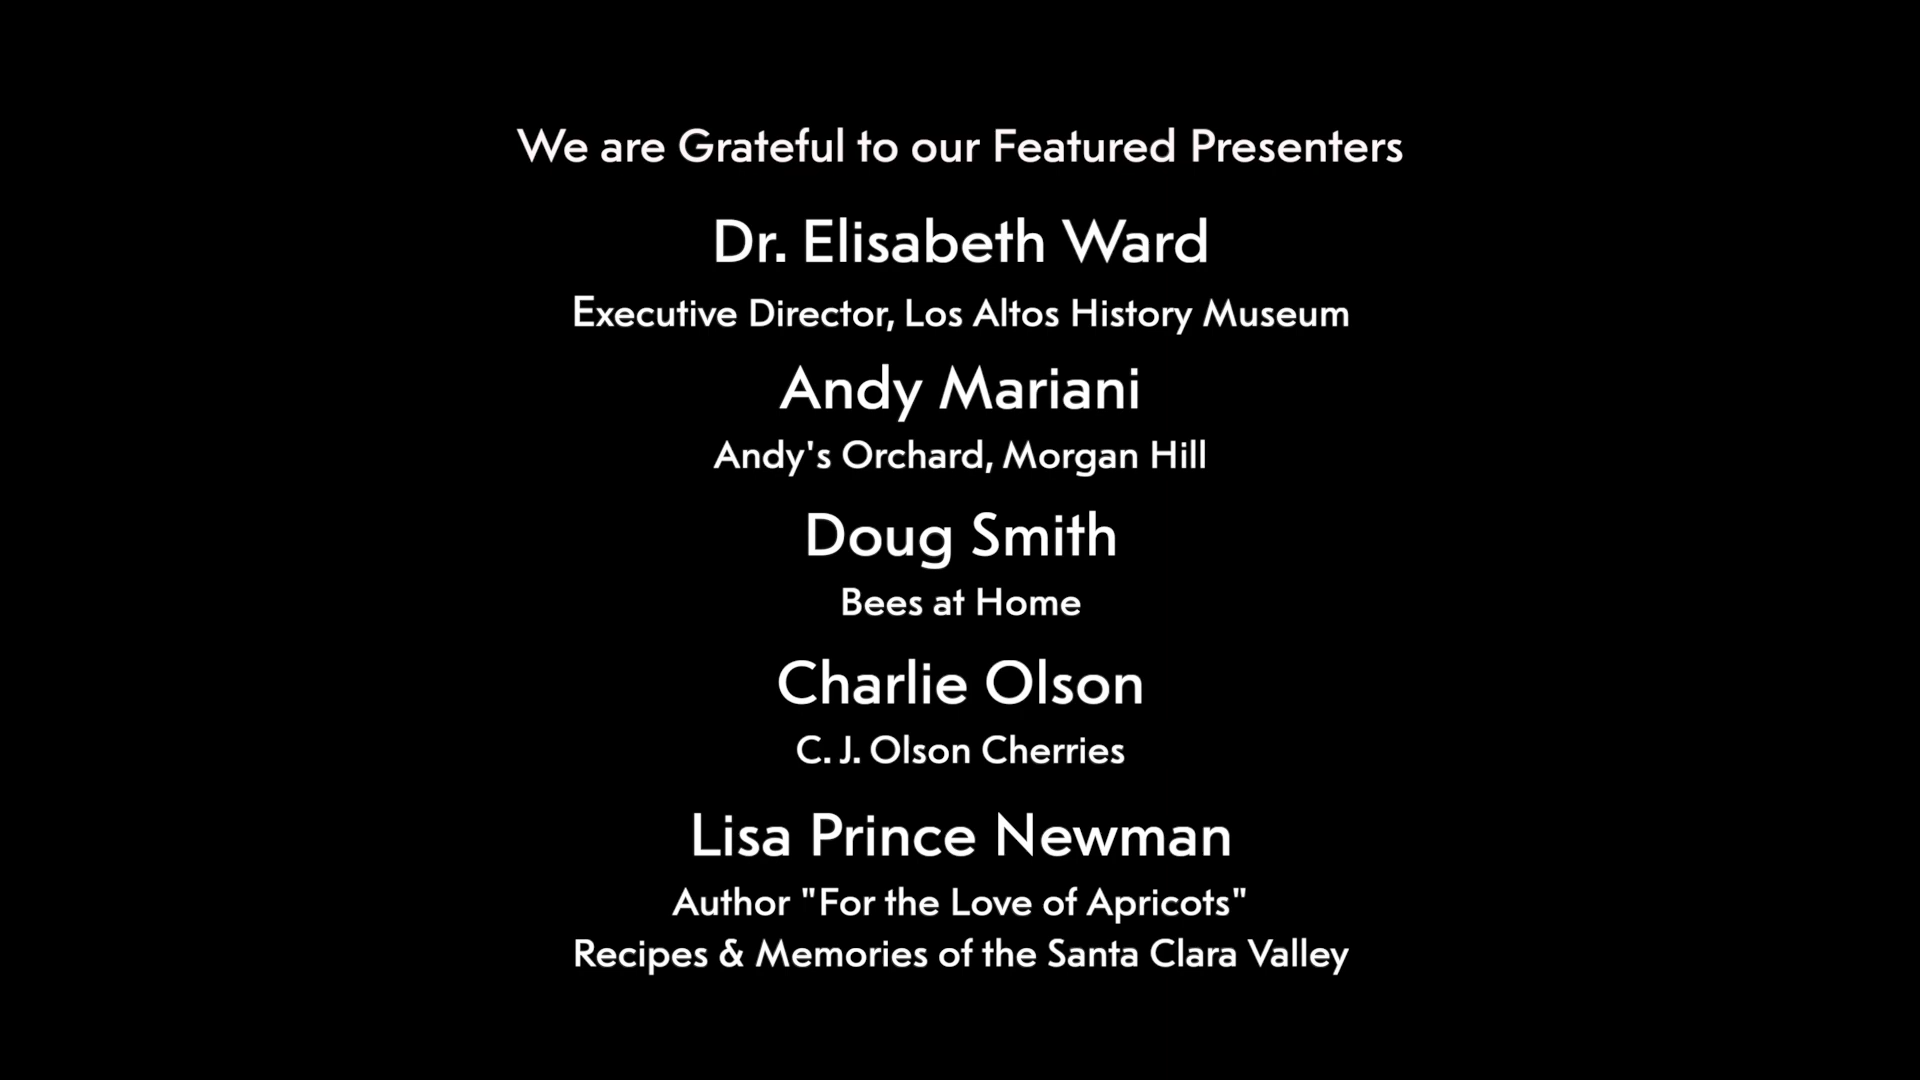 We are Grateful to our Featured Presenters
Dr. Elisabeth Ward
Executive Director, Los Altos History Museum
Andy Mariani
Andy's Orchard, Morgan Hill
Doug Smith
Bees at Home
Charlie Olson
C. J. Olson Cherries
Lisa Prince Newman
Author "For the Love of Apricots"
Recipes & Memories of the Santa Clara Valley